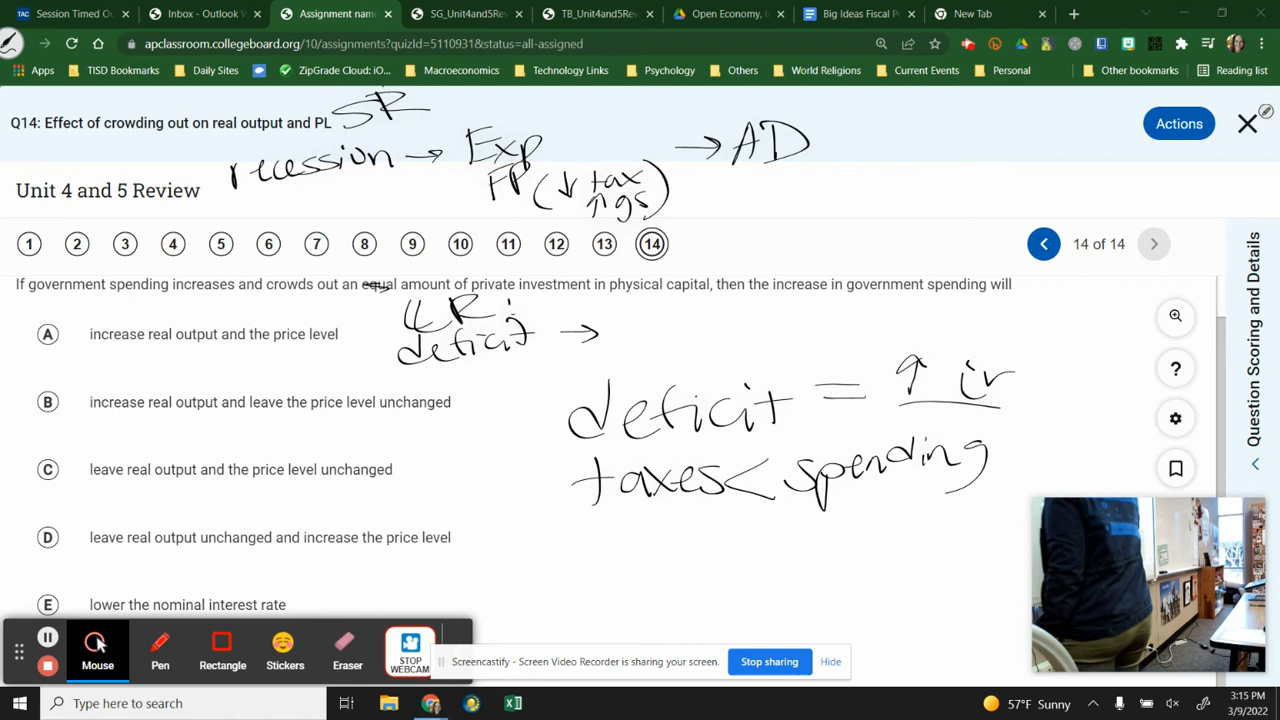 Session Timed Ou
Inbox - Outlook W
Assignment name
SG_Unit4and5Rev
TB_Unit4and5Rev
Open Economy, I
Big Ideas Fiscal P
New Tab
apclassroom.collegeboard.org/10/assignments?quizId=5110931&status=all-assigned
Apps
TISD Bookmarks
Daily Sites
ZipGrade Cloud: iO...
Macroeconomics
Technology Links
Psychology
Others
World Religions
Current Events
Personal
Other bookmarks
Reading list
SR
Q14: Effect of crowding out on real output and PL
Actions
recession → Exp → AD
FP (↓ tax
↑ gs)
Unit 4 and 5 Review
1 2 3 4 5 6 7 8 9 10 11 12 13 14
14 of 14
Question Scoring and Details
If government spending increases and crowds out an equal amount of private investment in physical capital, then the increase in government spending will
A increase real output and the price level
LR:
deficit →
deficit = ↑ ir
taxes < spending
B increase real output and leave the price level unchanged
C leave real output and the price level unchanged
D leave real output unchanged and increase the price level
E lower the nominal interest rate
Mouse
Pen
Rectangle
Stickers
Eraser
STOP
WEBCAM
Screencastify - Screen Video Recorder is sharing your screen.
Stop sharing
Hide
Type here to search
57°F Sunny
3:15 PM
3/9/2022